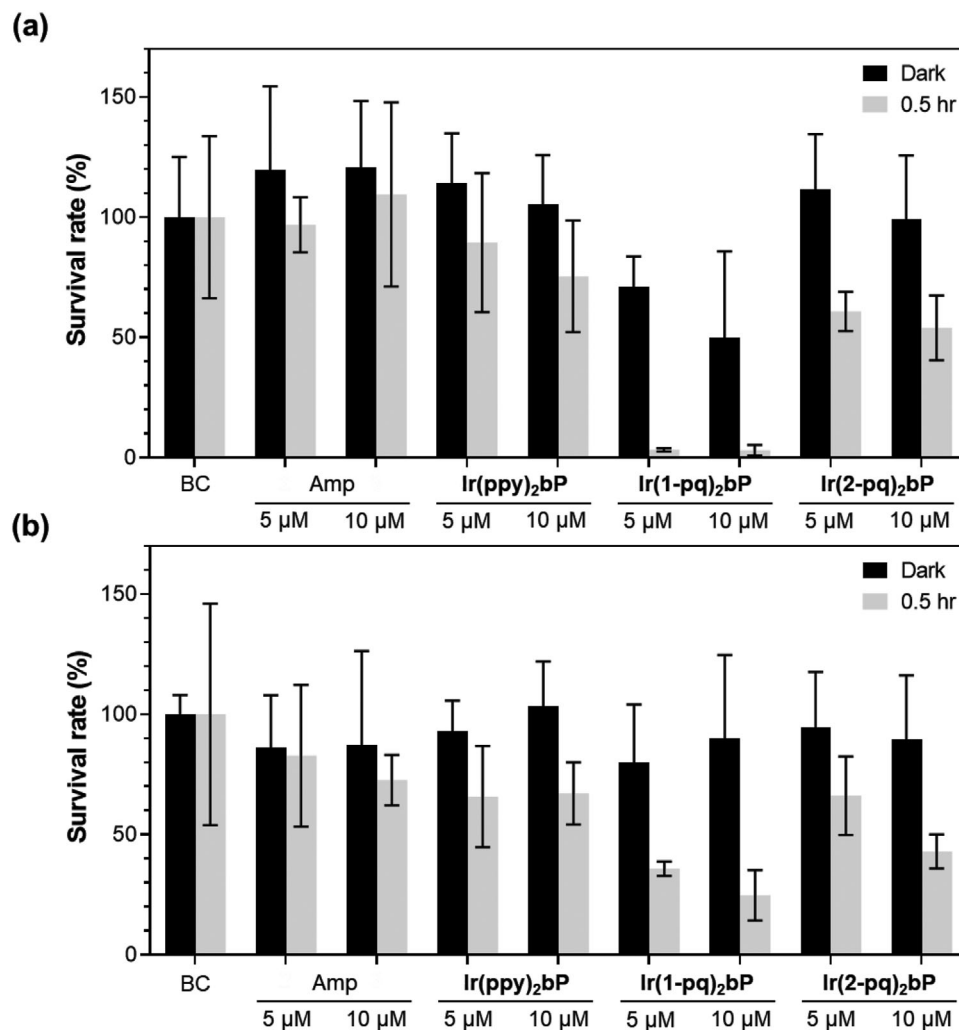 (a)
Survival rate (%)
150
100
50
0
Dark
0.5 hr
BC Amp Ir(ppy)₂bP Ir(1-pq)₂bP Ir(2-pq)₂bP
5 µM 10 µM 5 µM 10 µM 5 µM 10 µM 5 µM 10 µM
(b)
Survival rate (%)
150
100
50
0
Dark
0.5 hr
BC Amp Ir(ppy)₂bP Ir(1-pq)₂bP Ir(2-pq)₂bP
5 µM 10 µM 5 µM 10 µM 5 µM 10 µM 5 µM 10 µM